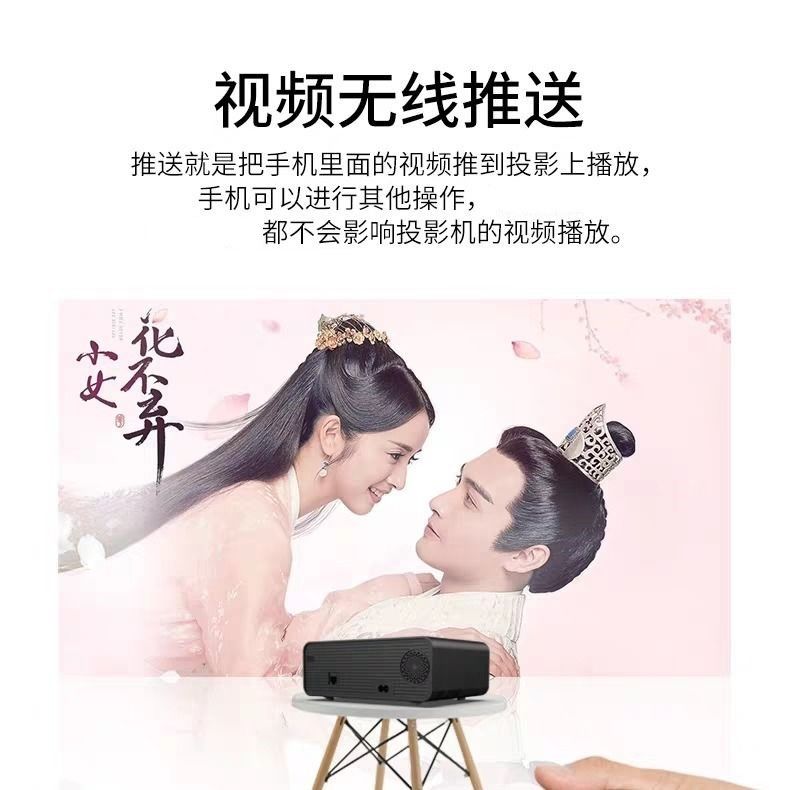 视频无线推送
推送就是把手机里面的视频推到投影上播放，
手机可以进行其他操作，
都不会影响投影机的视频播放。
小女
花不弃